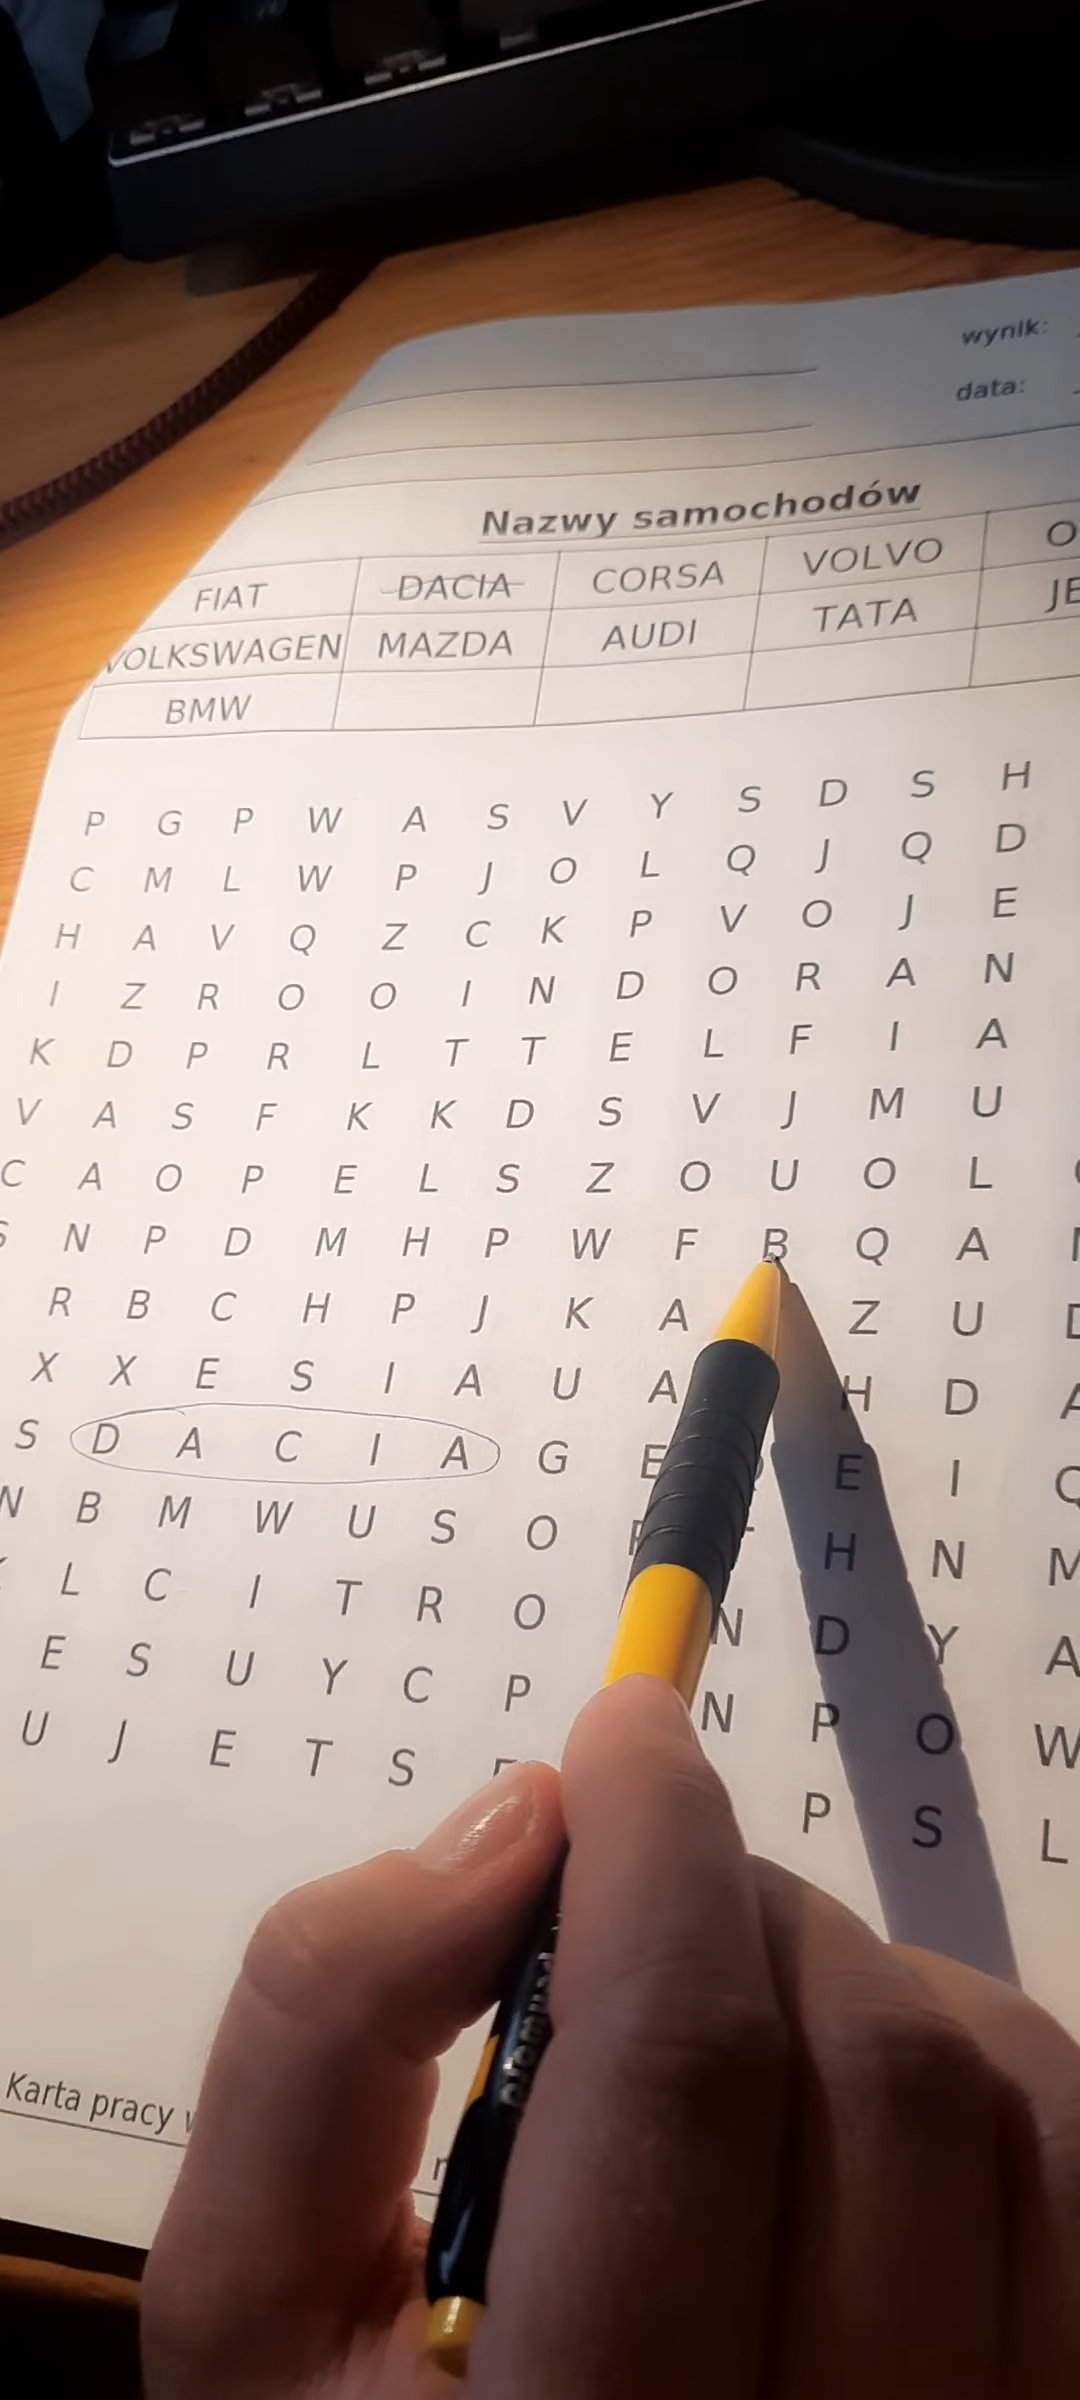 wynik:
data:
Nazwy samochodów
FIAT DACIA CORSA VOLVO
VOLKSWAGEN MAZDA AUDI TATA
BMW
P G P W A S V Y S D S H
C M L W P J O L Q J Q D
H A V Q Z C K P V O J E
I Z R O O I N D O R A N
K D P R L T T E L F I A
V A S F K K D S V J M U
C A O P E L S Z O U O L
S N P D M H P W F B Q A
R B C H P J K A Z U
X X E S I A U A H D A
S D A C I A G E E I
N B M W U S O H N M
L C I T R O N D Y A
E S U Y C P N P O W
U J E T S P S L
Karta pracy